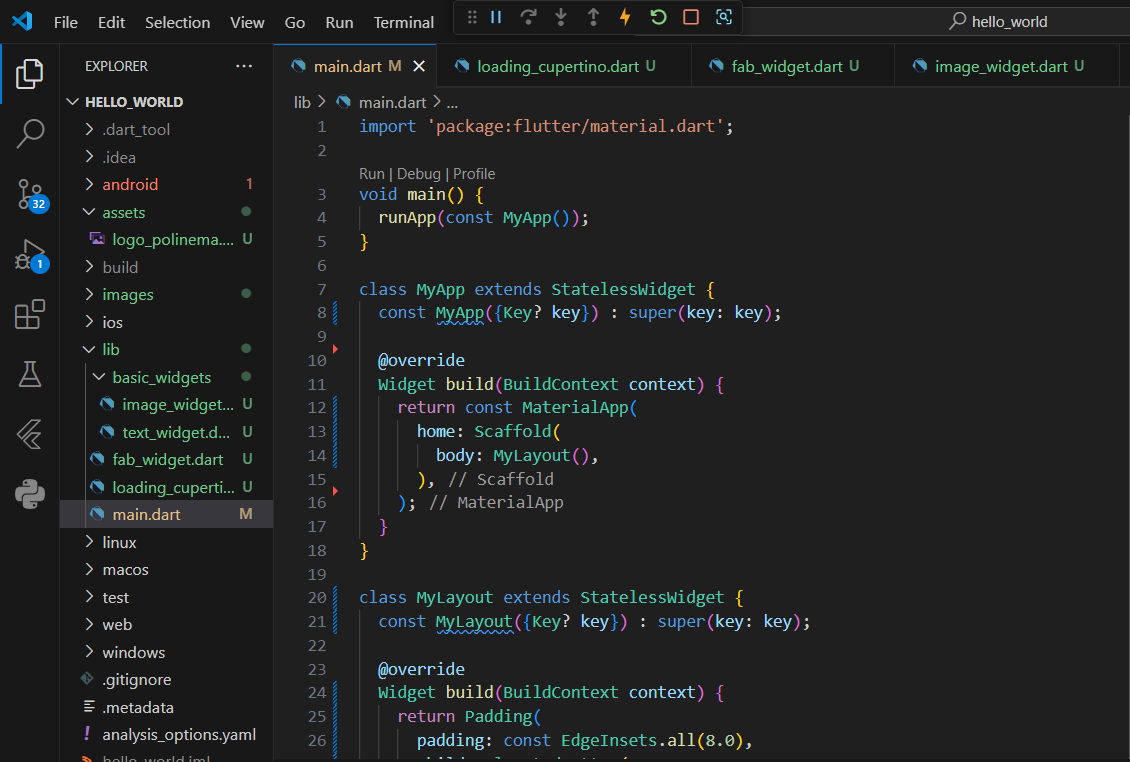 File Edit Selection View Go Run Terminal
hello_world
EXPLORER ...
main.dart M
loading_cupertino.dart U
fab_widget.dart U
image_widget.dart U
HELLO_WORLD
.dart_tool
.idea
android 1
assets
logo_polinema.... U
build
images
ios
lib
basic_widgets
image_widget... U
text_widget.d... U
fab_widget.dart U
loading_cuperti... U
main.dart M
linux
macos
test
web
windows
.gitignore
.metadata
analysis_options.yaml
hello_world.iml
32
1
lib > main.dart > ...
1 import 'package:flutter/material.dart';
2
Run | Debug | Profile
3 void main() {
4 runApp(const MyApp());
5 }
6
7 class MyApp extends StatelessWidget {
8 const MyApp({Key? key}) : super(key: key);
9
10 @override
11 Widget build(BuildContext context) {
12 return const MaterialApp(
13 home: Scaffold(
14 body: MyLayout(),
15 ), // Scaffold
16 ); // MaterialApp
17 }
18 }
19
20 class MyLayout extends StatelessWidget {
21 const MyLayout({Key? key}) : super(key: key);
22
23 @override
24 Widget build(BuildContext context) {
25 return Padding(
26 padding: const EdgeInsets.all(8.0),